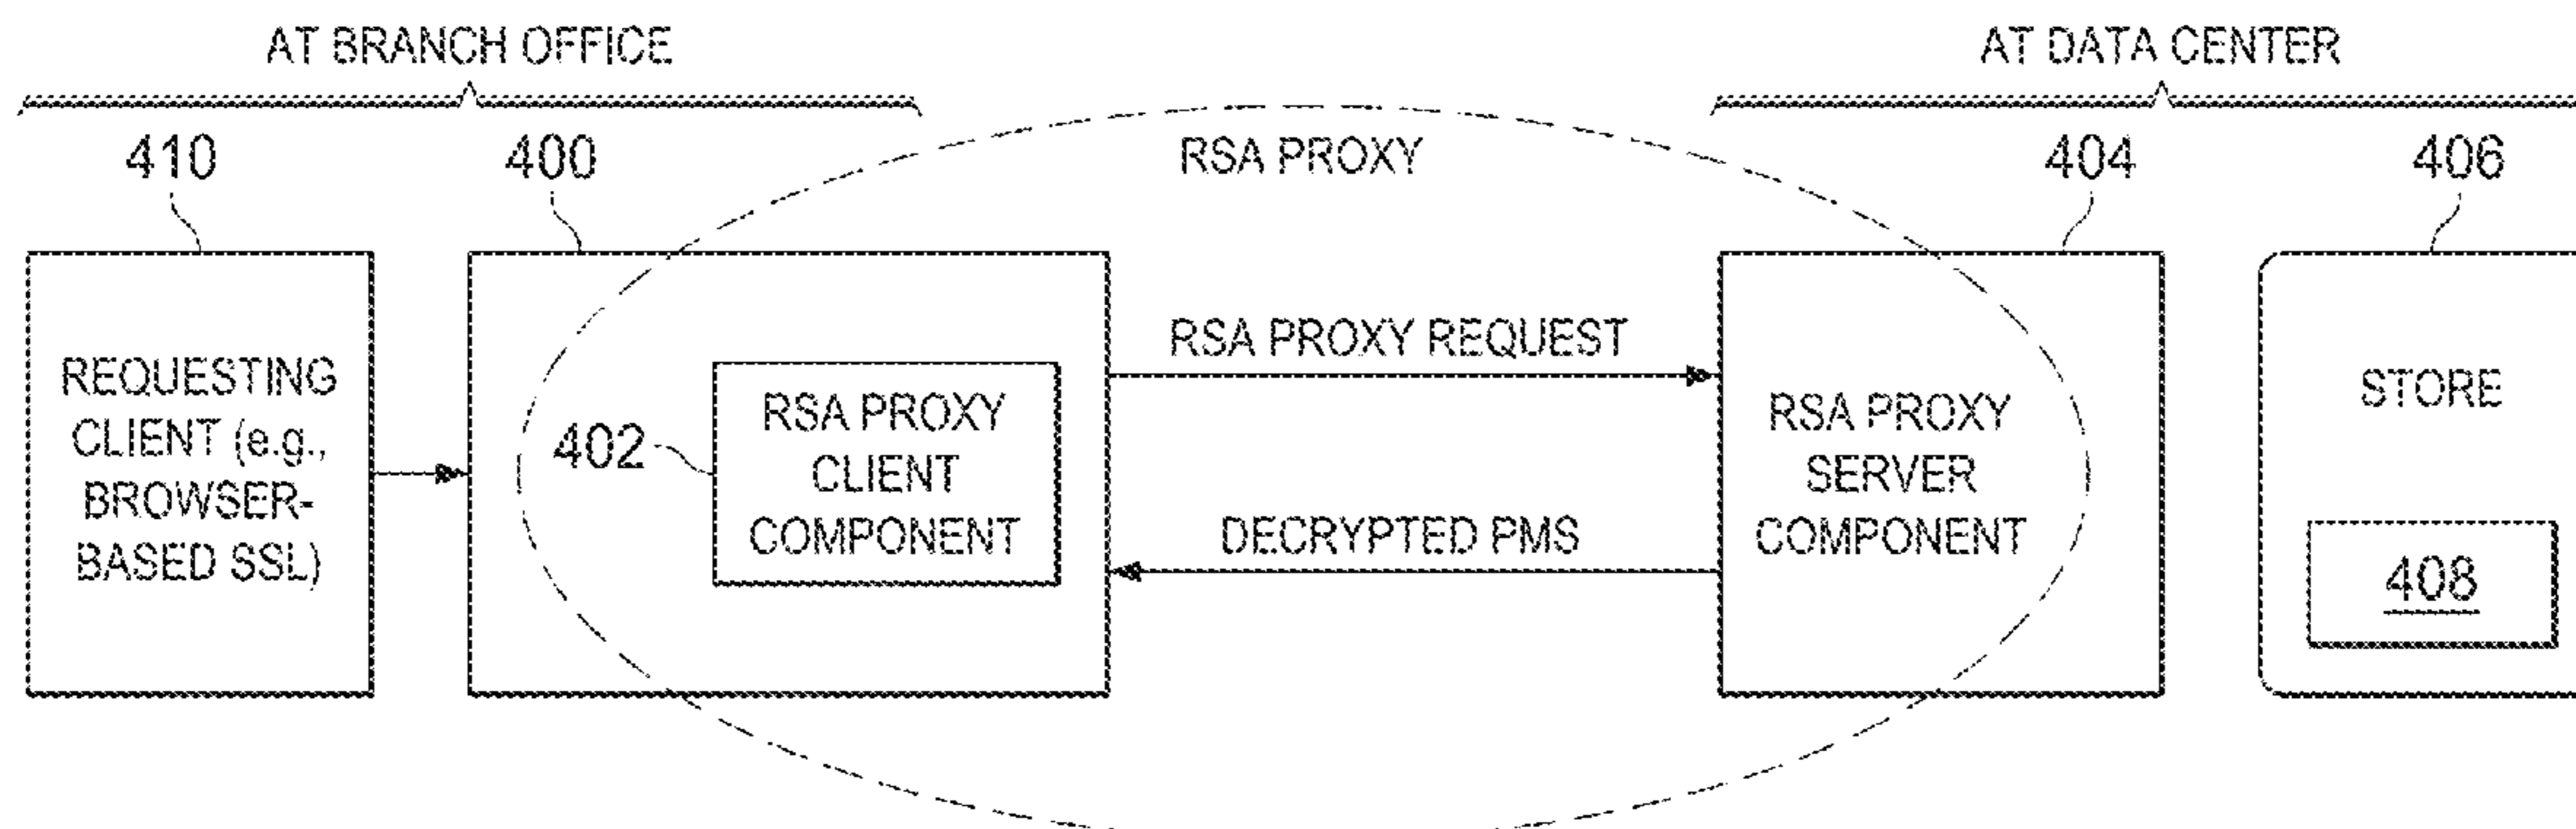 AT BRANCH OFFICE
AT DATA CENTER
410
400
RSA PROXY
404
406
REQUESTING
CLIENT (e.g.,
BROWSER-
BASED SSL)
402
RSA PROXY
CLIENT
COMPONENT
RSA PROXY REQUEST
DECRYPTED PMS
RSA PROXY
SERVER
COMPONENT
STORE
408